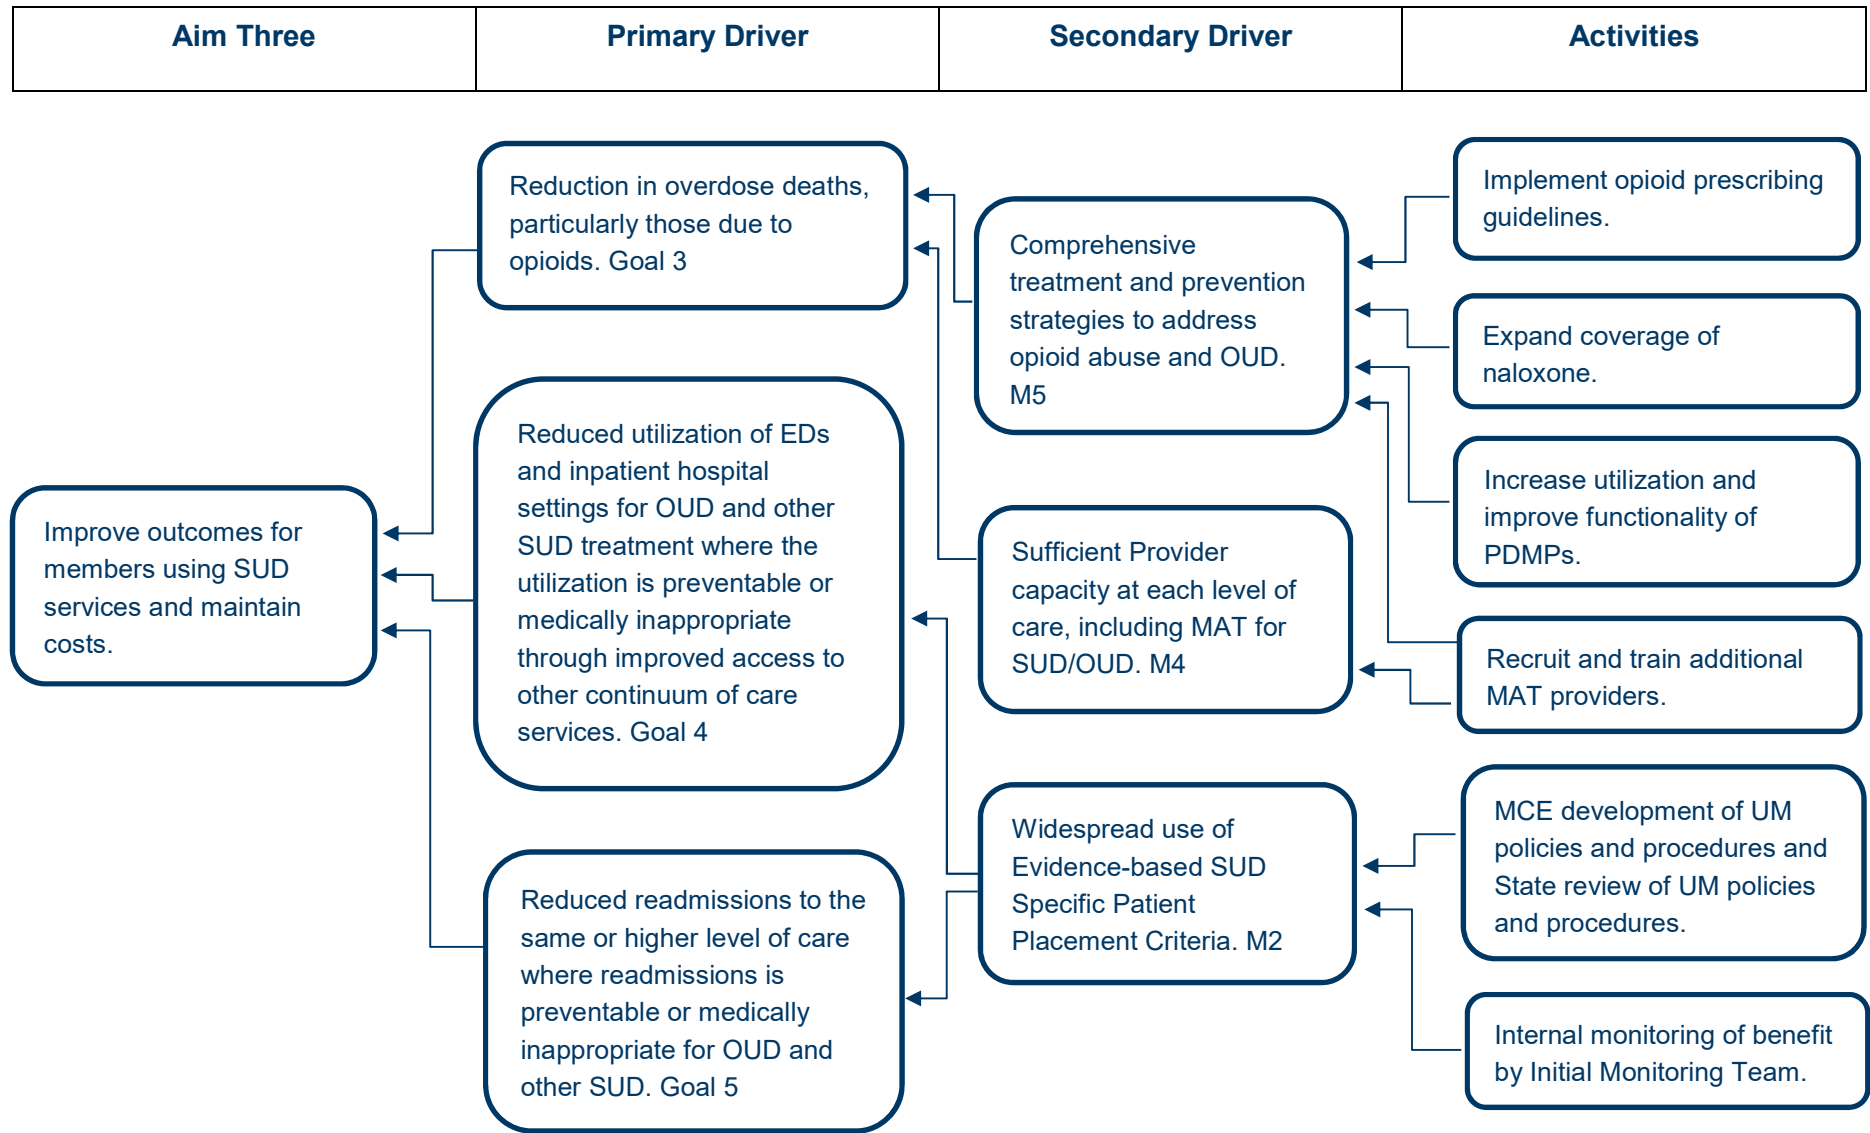 Aim Three
Primary Driver
Secondary Driver
Activities
Improve outcomes for
members using SUD
services and maintain
costs.
Reduction in overdose deaths,
particularly those due to
opioids. Goal 3
Reduced utilization of EDs
and inpatient hospital
settings for OUD and other
SUD treatment where the
utilization is preventable or
medically inappropriate
through improved access to
other continuum of care
services. Goal 4
Reduced readmissions to the
same or higher level of care
where readmissions is
preventable or medically
inappropriate for OUD and
other SUD. Goal 5
Comprehensive
treatment and prevention
strategies to address
opioid abuse and OUD.
M5
Sufficient Provider
capacity at each level of
care, including MAT for
SUD/OUD. M4
Widespread use of
Evidence-based SUD
Specific Patient
Placement Criteria. M2
Implement opioid prescribing
guidelines.
Expand coverage of
naloxone.
Increase utilization and
improve functionality of
PDMPs.
Recruit and train additional
MAT providers.
MCE development of UM
policies and procedures and
State review of UM policies
and procedures.
Internal monitoring of benefit
by Initial Monitoring Team.